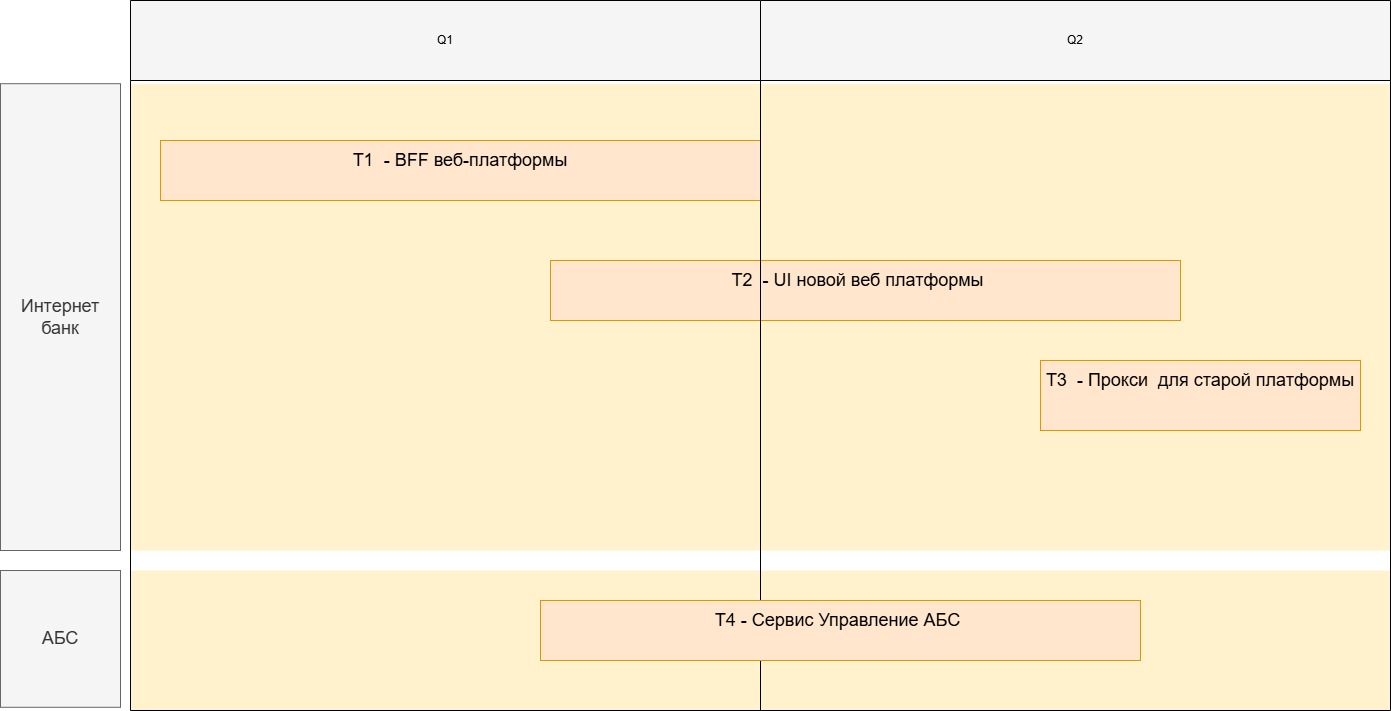 Q1
Q2
Интернет
банк
T1 - BFF веб-платформы
T2 - UI новой веб платформы
T3 - Прокси для старой платформы
АБС
T4 - Сервис Управление АБС